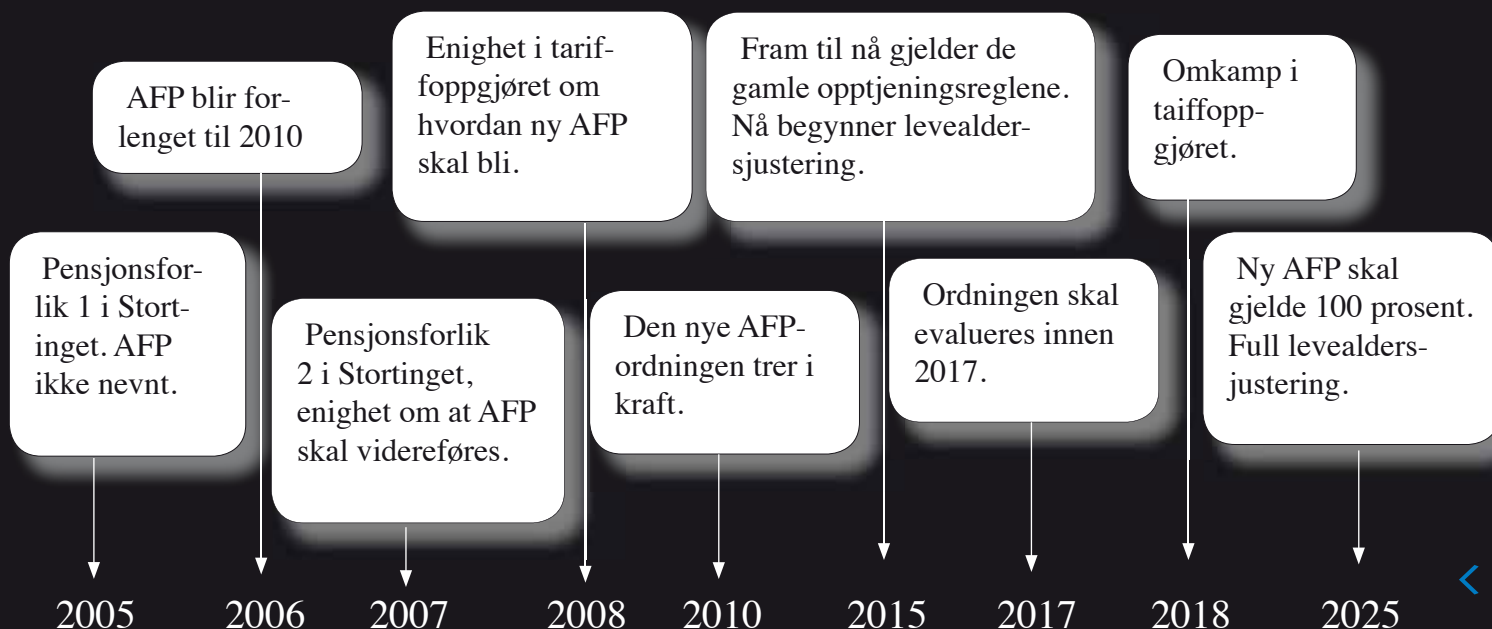 Pensjonsfor-
lik 1 i Stort-
inget. AFP
ikke nevnt.
AFP blir for-
lenget til 2010
Pensjonsforlik
2 i Stortinget,
enighet om at AFP
skal videreføres.
Enighet i tarif-
foppgjøret om
hvordan ny AFP
skal bli.
Den nye AFP-
ordningen trer i
kraft.
Fram til nå gjelder de
gamle opptjeningsreglene.
Nå begynner levealder-
sjustering.
Ordningen skal
evalueres innen
2017.
Omkamp i
taiffopp-
gjøret.
Ny AFP skal
gjelde 100 prosent.
Full levealders-
justering.
2005 2006 2007 2008 2010 2015 2017 2018 2025